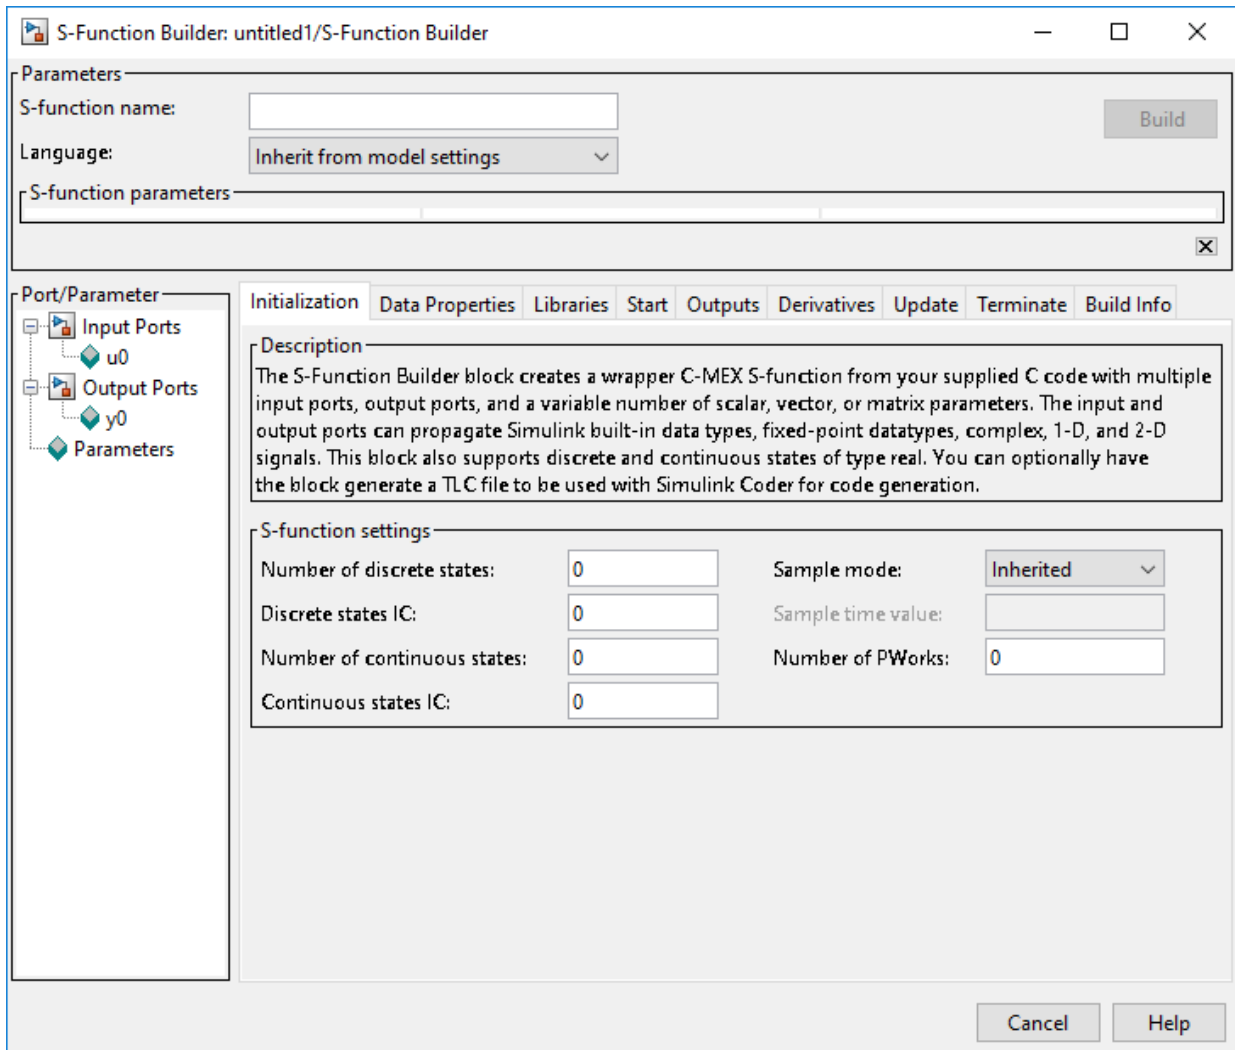 S-Function Builder: untitled1/S-Function Builder
Parameters
S-function name:
Build
Language:
Inherit from model settings
S-function parameters
Port/Parameter
Input Ports
u0
Output Ports
y0
Parameters
Initialization Data Properties Libraries Start Outputs Derivatives Update Terminate Build Info
Description
The S-Function Builder block creates a wrapper C-MEX S-function from your supplied C code with multiple
input ports, output ports, and a variable number of scalar, vector, or matrix parameters. The input and
output ports can propagate Simulink built-in data types, fixed-point datatypes, complex, 1-D, and 2-D
signals. This block also supports discrete and continuous states of type real. You can optionally have
the block generate a TLC file to be used with Simulink Coder for code generation.
S-function settings
Number of discrete states: 0 Sample mode: Inherited
Discrete states IC: 0 Sample time value:
Number of continuous states: 0 Number of PWorks: 0
Continuous states IC: 0
Cancel Help